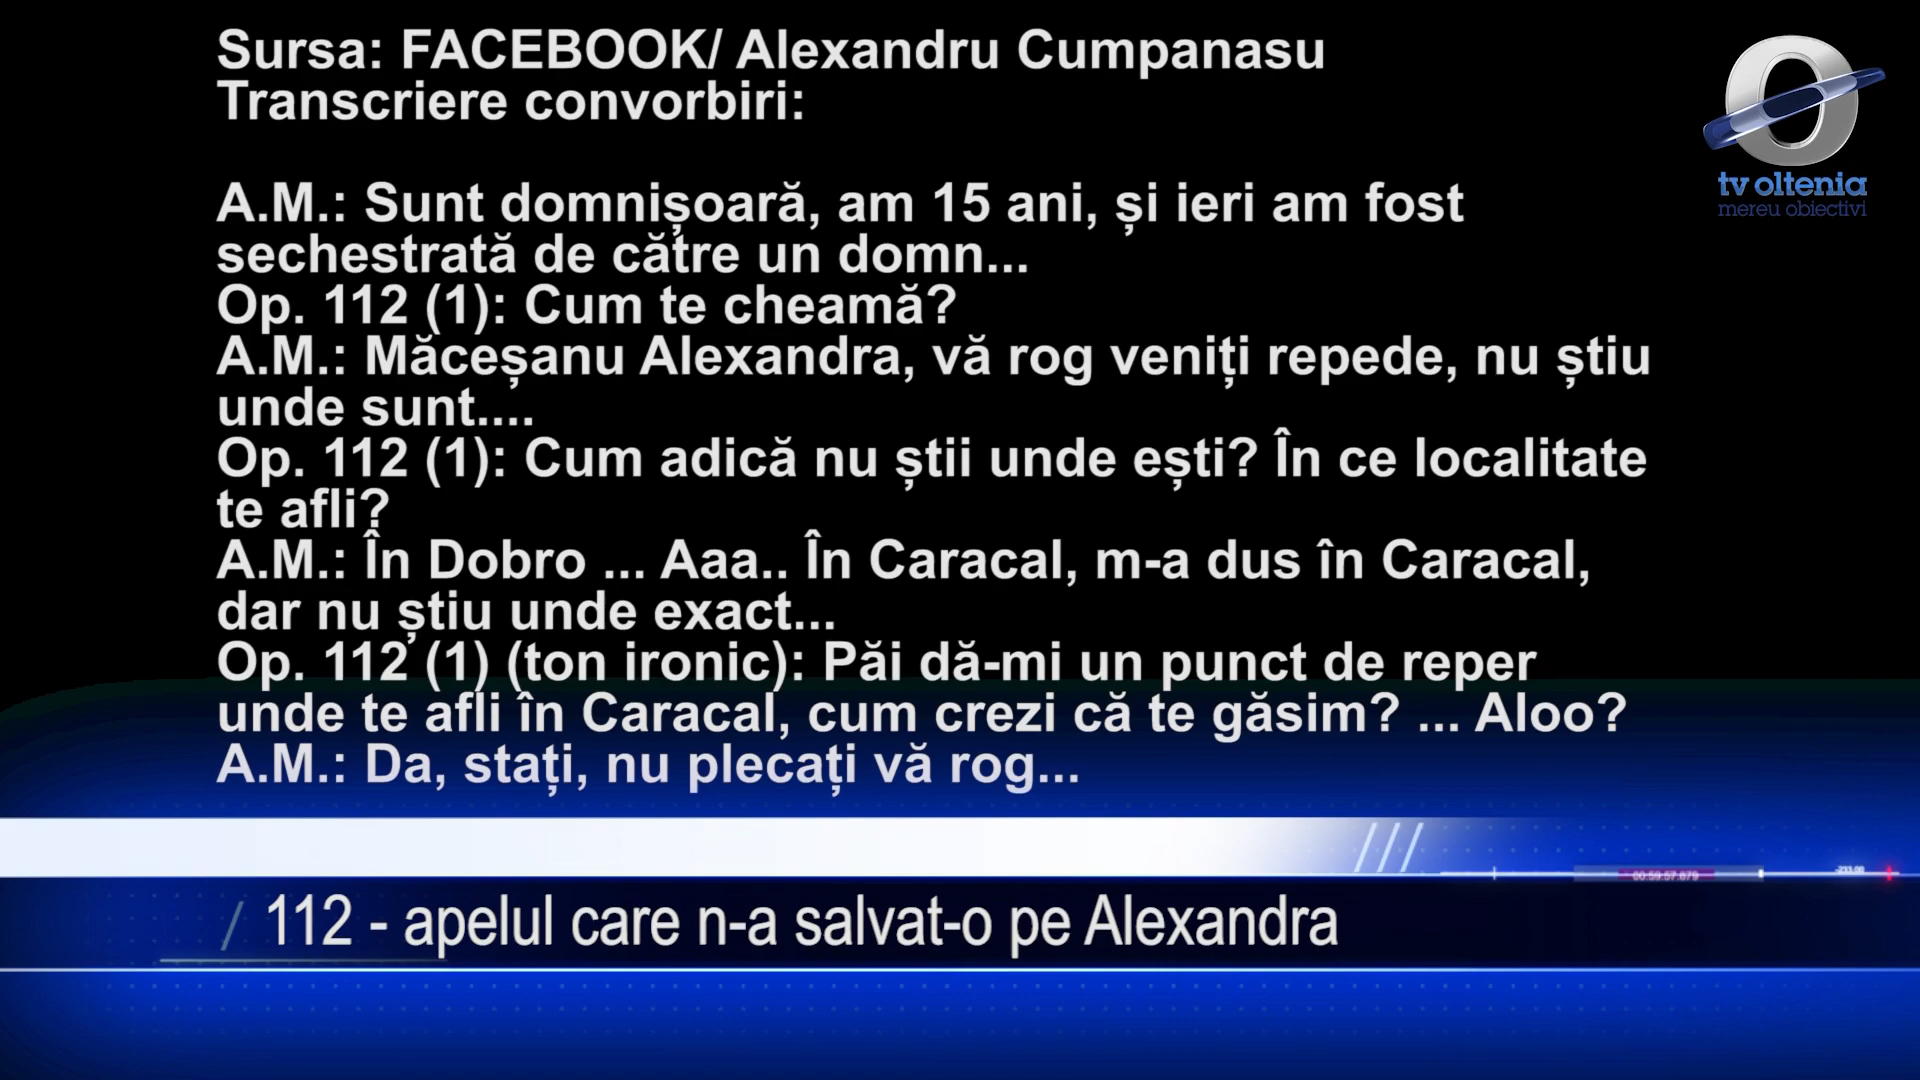 Sursa: FACEBOOK/ Alexandru Cumpanasu
Transcriere convorbiri:
A.M.: Sunt domnișoară, am 15 ani, și ieri am fost
sechestrată de către un domn...
Op. 112 (1): Cum te cheamă?
A.M.: Măceșanu Alexandra, vă rog veniți repede, nu știu
unde sunt....
Op. 112 (1): Cum adică nu știi unde ești? În ce localitate
te afli?
A.M.: În Dobro ... Aaa.. În Caracal, m-a dus în Caracal,
dar nu știu unde exact...
Op. 112 (1) (ton ironic): Păi dă-mi un punct de reper
unde te afli în Caracal, cum crezi că te găsim? ... Aloo?
A.M.: Da, stați, nu plecați vă rog...
112 - apelul care n-a salvat-o pe Alexandra
tv oltenia
mereu obiectivi
00:59:57.879